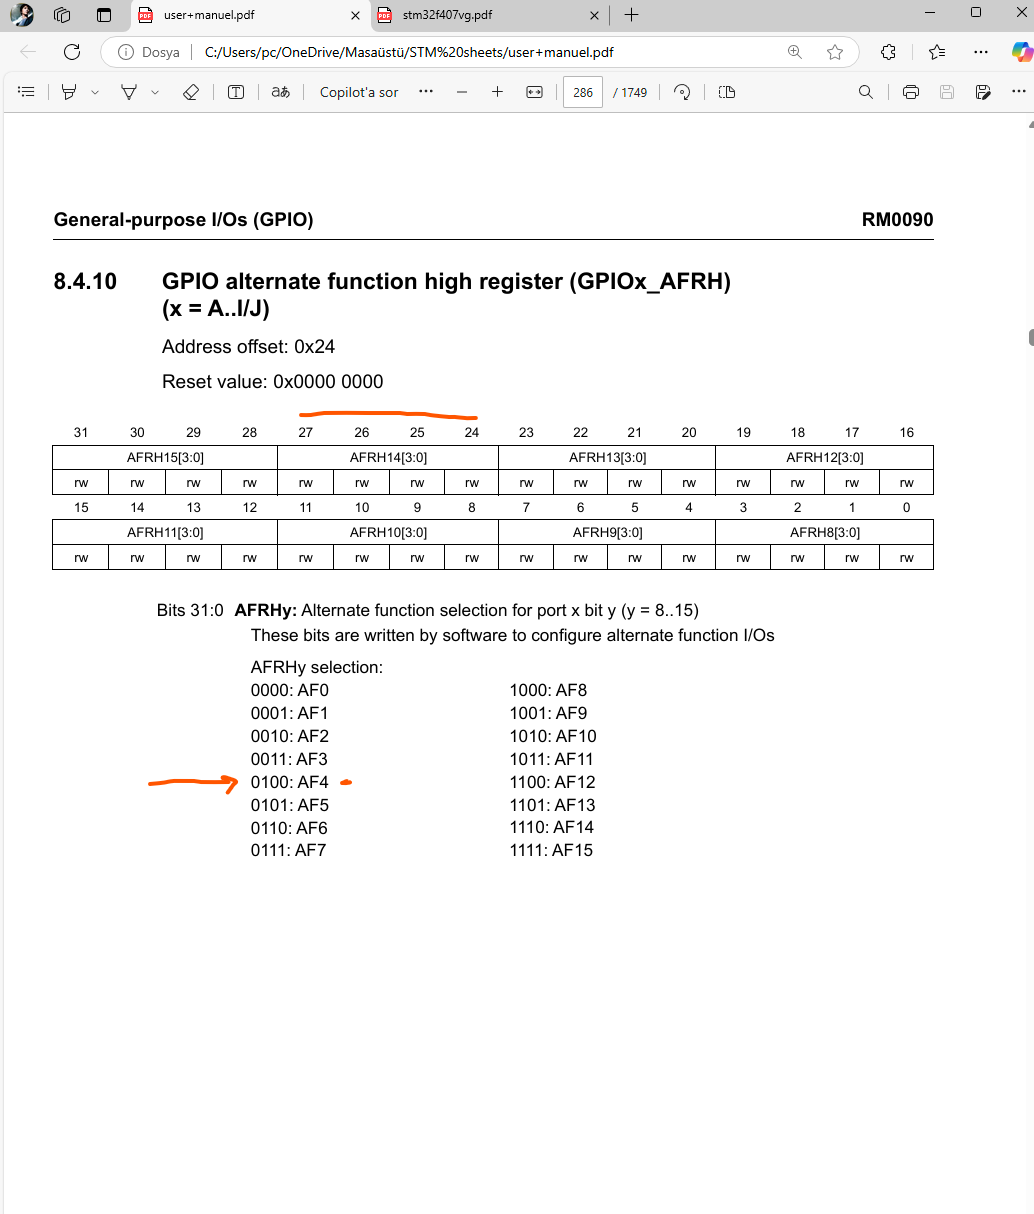 user+manuel.pdf
stm32f407vg.pdf
Dosya
C:/Users/pc/OneDrive/Masaüstü/STM%20sheets/user+manuel.pdf
aあ Copilot'a sor 286 / 1749
General-purpose I/Os (GPIO) RM0090
8.4.10 GPIO alternate function high register (GPIOx_AFRH)
(x = A..I/J)
Address offset: 0x24
Reset value: 0x0000 0000
31 30 29 28 27 26 25 24 23 22 21 20 19 18 17 16
AFRH15[3:0] AFRH14[3:0] AFRH13[3:0] AFRH12[3:0]
rw rw rw rw rw rw rw rw rw rw rw rw rw rw rw rw
15 14 13 12 11 10 9 8 7 6 5 4 3 2 1 0
AFRH11[3:0] AFRH10[3:0] AFRH9[3:0] AFRH8[3:0]
rw rw rw rw rw rw rw rw rw rw rw rw rw rw rw rw
Bits 31:0 AFRHy: Alternate function selection for port x bit y (y = 8..15)
These bits are written by software to configure alternate function I/Os
AFRHy selection:
0000: AF0 1000: AF8
0001: AF1 1001: AF9
0010: AF2 1010: AF10
0011: AF3 1011: AF11
0100: AF4 1100: AF12
0101: AF5 1101: AF13
0110: AF6 1110: AF14
0111: AF7 1111: AF15